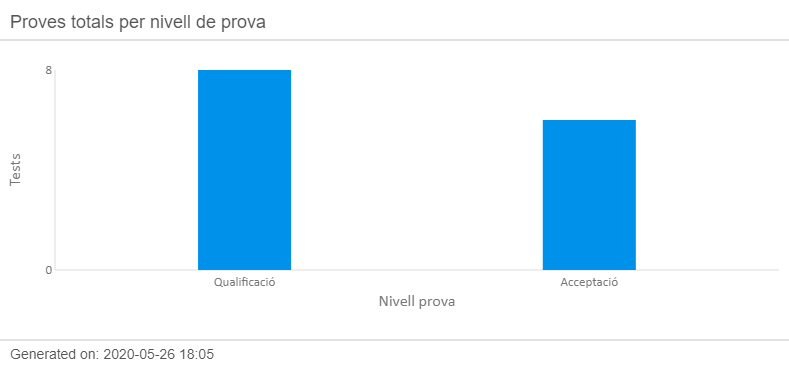 Proves totals per nivell de prova
8
Tests
0
Qualificació
Acceptació
Nivell prova
Generated on: 2020-05-26 18:05